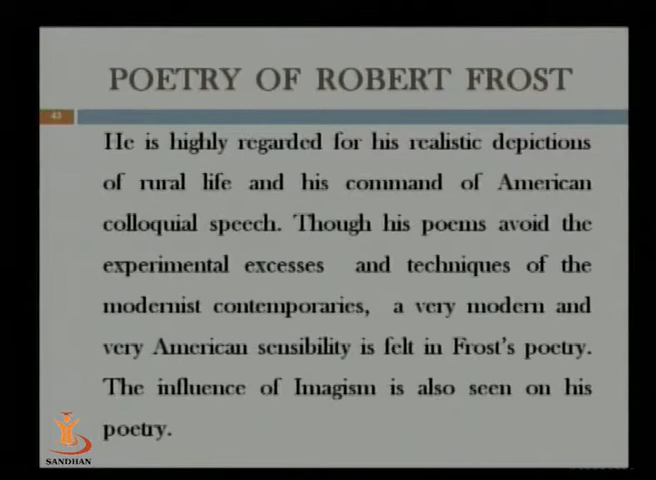 POETRY OF ROBERT FROST
43
He is highly regarded for his realistic depictions
of rural life and his command of American
colloquial speech. Though his poems avoid the
experimental excesses and techniques of the
modernist contemporaries, a very modern and
very American sensibility is felt in Frost's poetry.
The influence of Imagism is also seen on his
poetry.
SANDHAN